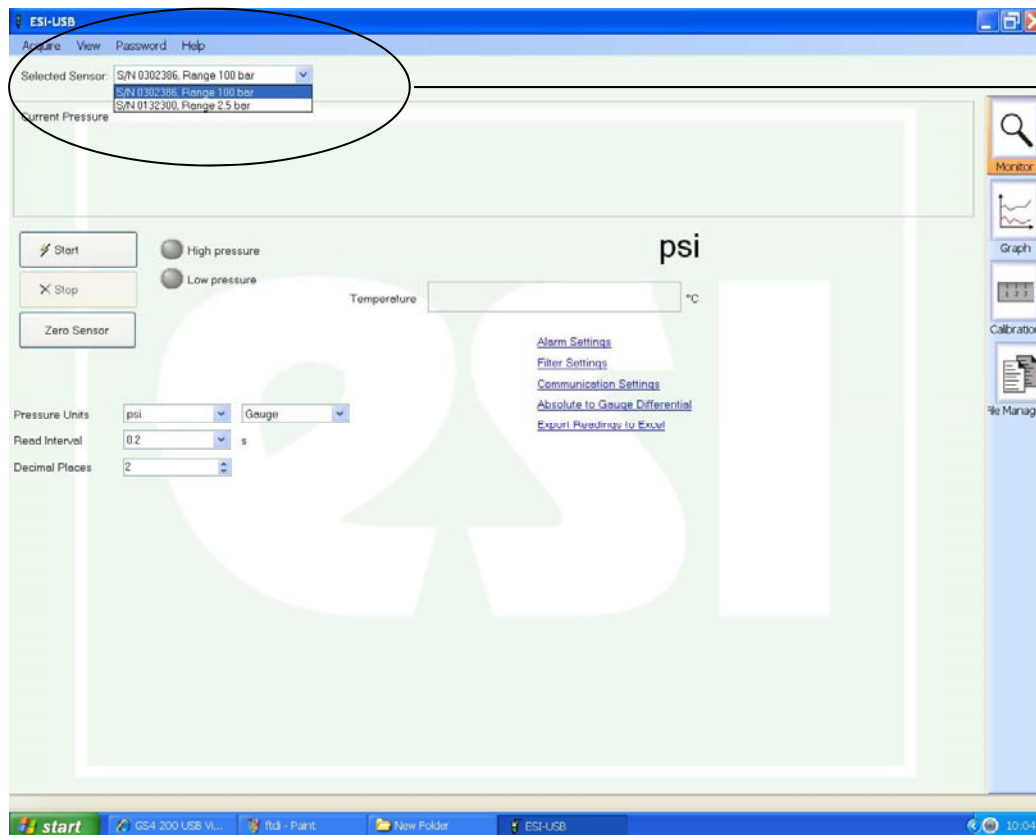 ESI-USB
Acquire View Password Help
Selected Sensor: S/N 0302386, Range 100 bar
S/N 0302386, Range 100 bar
S/N 0132300, Range 2.5 bar
Current Pressure
Monitor
Graph
Calibration
File Manag
Start
Stop
Zero Sensor
High pressure
Low pressure
psi
Temperature °C
Alarm Settings
Filter Settings
Communication Settings
Absolute to Gauge Differential
Export Readings to Excel
Pressure Units psi Gauge
Read Interval 0.2 s
Decimal Places 2
esi
start GS4 200 USB Vi... ftdi - Paint New Folder ESI-USB 10:04